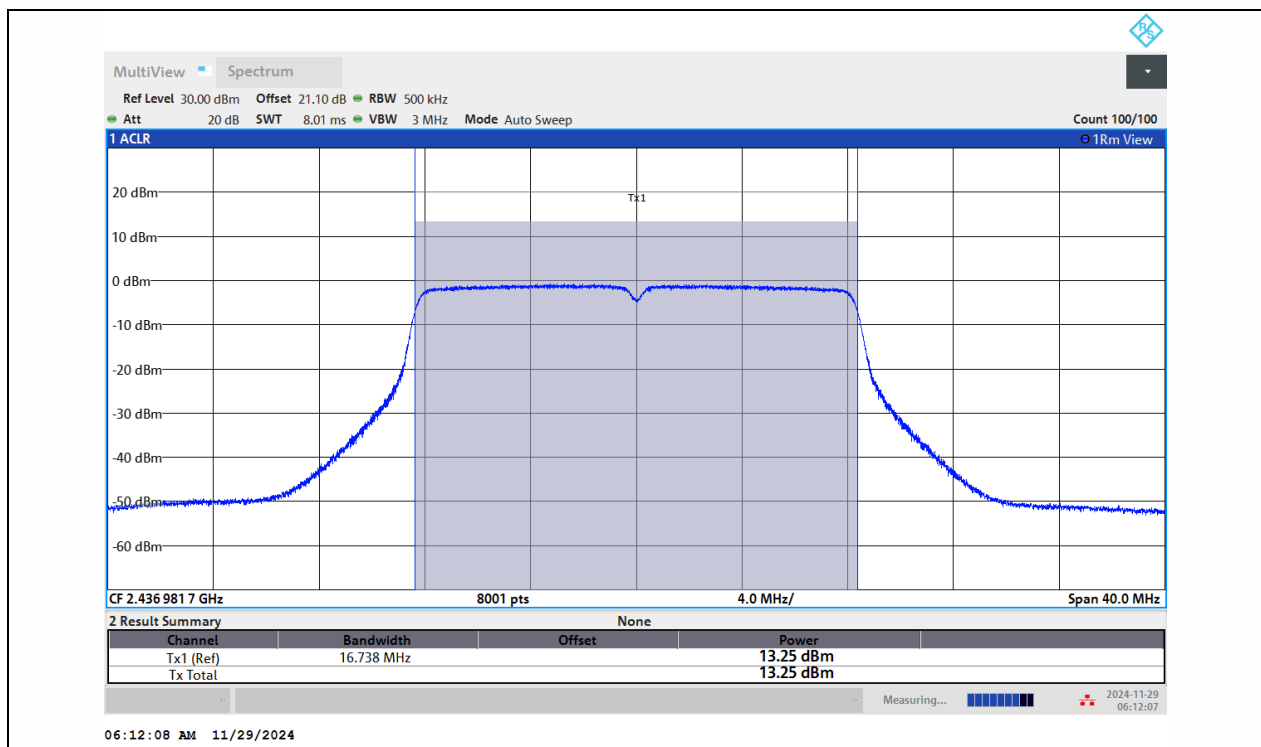 R S
MultiView Spectrum
Ref Level 30.00 dBm Offset 21.10 dB RBW 500 kHz
Att 20 dB SWT 8.01 ms VBW 3 MHz Mode Auto Sweep Count 100/100
1 ACLR 1Rm View
20 dBm
Tx1
10 dBm
0 dBm
-10 dBm
-20 dBm
-30 dBm
-40 dBm
-50 dBm
-60 dBm
CF 2.436 981 7 GHz 8001 pts 4.0 MHz/ Span 40.0 MHz
2 Result Summary None
Channel Bandwidth Offset Power
Tx1 (Ref) 16.738 MHz 13.25 dBm
Tx Total 13.25 dBm
Measuring... 2024-11-29
06:12:07
06:12:08 AM 11/29/2024